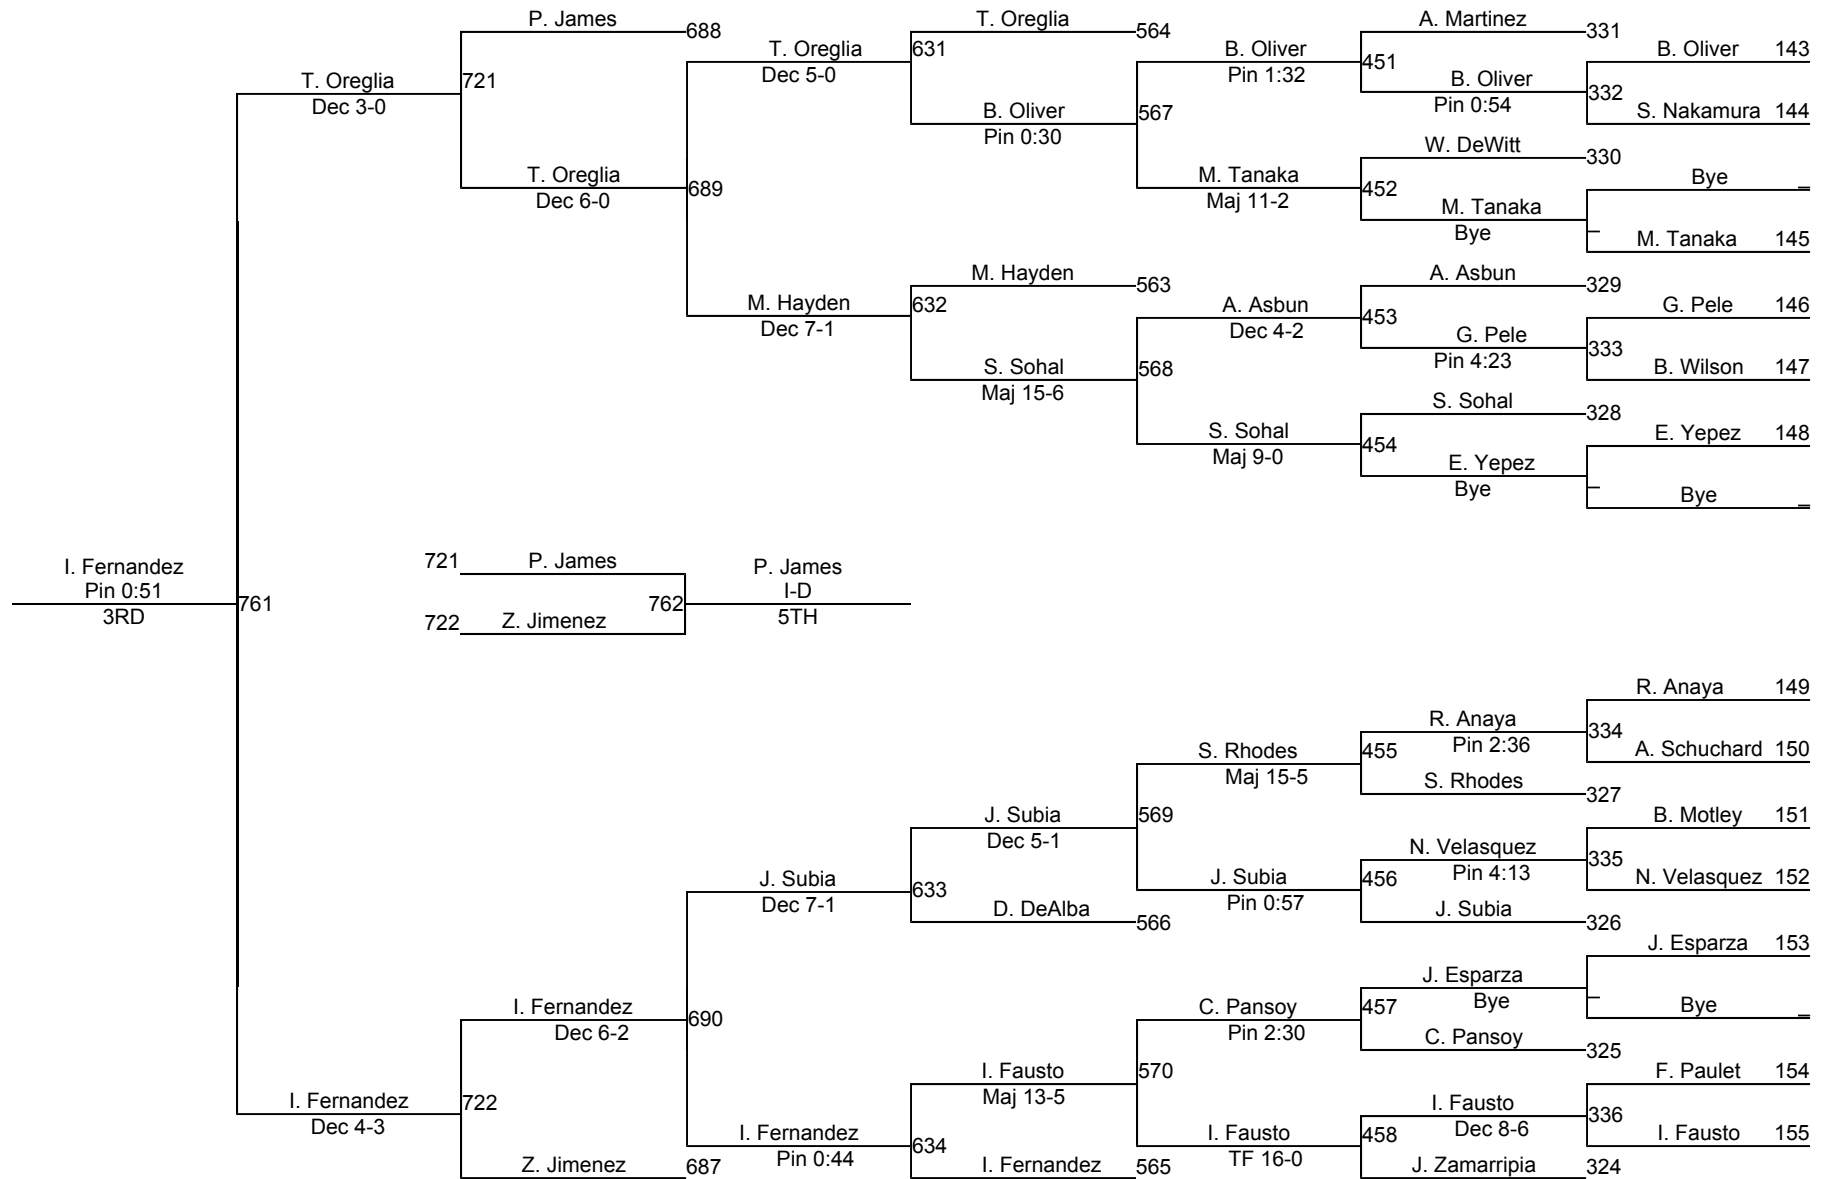 P. James
688
T. Oreglia
Dec 3-0
721
T. Oreglia
Dec 6-0
689
T. Oreglia
Dec 5-0
631
T. Oreglia
564
B. Oliver
Pin 0:30
567
B. Oliver
Pin 1:32
451
A. Martinez
331
B. Oliver
Pin 0:54
332
B. Oliver 143
S. Nakamura 144
M. Tanaka
Maj 11-2
452
W. DeWitt
330
M. Tanaka
Bye
_
Bye _
M. Tanaka 145
M. Hayden
Dec 7-1
632
M. Hayden
563
S. Sohal
Maj 15-6
568
A. Asbun
Dec 4-2
453
A. Asbun
329
G. Pele
Pin 4:23
333
G. Pele 146
B. Wilson 147
S. Sohal
Maj 9-0
454
S. Sohal
328
E. Yepez
Bye
_
E. Yepez 148
Bye _
I. Fernandez
Pin 0:51
3RD
761
721 P. James
722 Z. Jimenez
762
P. James
I-D
5TH
I. Fernandez
Dec 4-3
722
I. Fernandez
Dec 6-2
690
Z. Jimenez
687
J. Subia
Dec 7-1
633
J. Subia
Dec 5-1
569
D. DeAlba
566
S. Rhodes
Maj 15-5
455
R. Anaya
Pin 2:36
334
R. Anaya 149
A. Schuchard 150
S. Rhodes
327
J. Subia
Pin 0:57
456
N. Velasquez
Pin 4:13
335
B. Motley 151
N. Velasquez 152
J. Subia
326
I. Fernandez
Pin 0:44
634
I. Fausto
Maj 13-5
570
I. Fernandez
565
C. Pansoy
Pin 2:30
457
J. Esparza
Bye
_
J. Esparza 153
Bye _
C. Pansoy
325
I. Fausto
TF 16-0
458
I. Fausto
Dec 8-6
336
F. Paulet 154
I. Fausto 155
J. Zamarripia
324